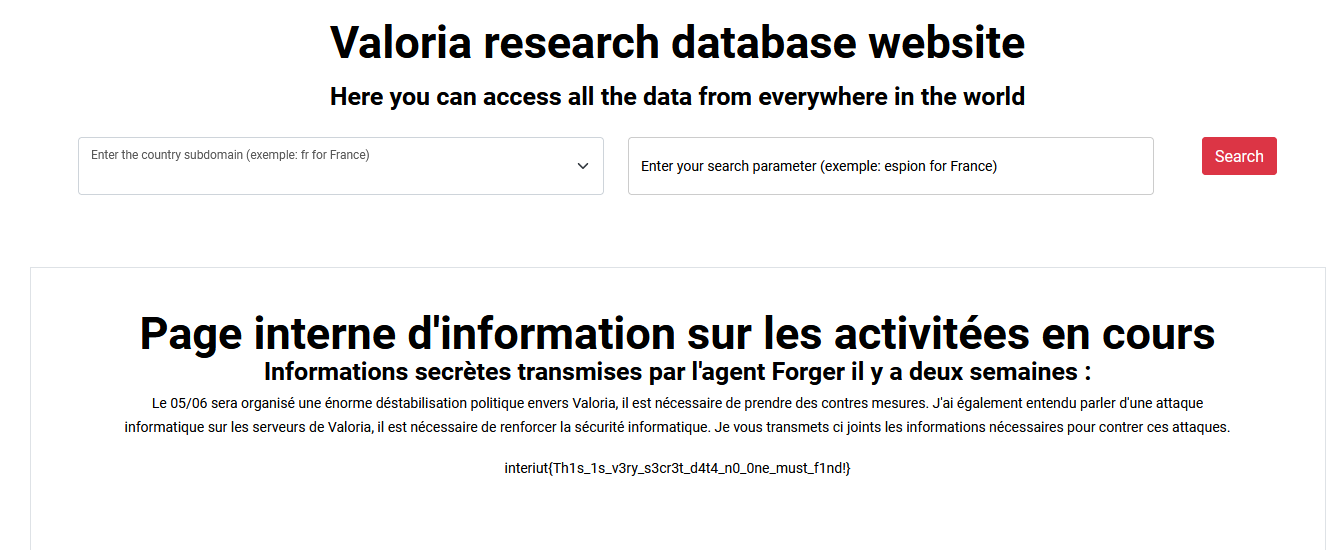 Valoria research database website
Here you can access all the data from everywhere in the world
Enter the country subdomain (exemple: fr for France)
Enter your search parameter (exemple: espion for France)
Search
Page interne d'information sur les activitées en cours
Informations secrètes transmises par l'agent Forger il y a deux semaines :
Le 05/06 sera organisé une énorme déstabilisation politique envers Valoria, il est nécessaire de prendre des contres mesures. J'ai également entendu parler d'une attaque
informatique sur les serveurs de Valoria, il est nécessaire de renforcer la sécurité informatique. Je vous transmets ci joints les informations nécessaires pour contrer ces attaques.
interiut{Th1s_1s_v3ry_s3cr3t_d4t4_n0_0ne_must_f1nd!}